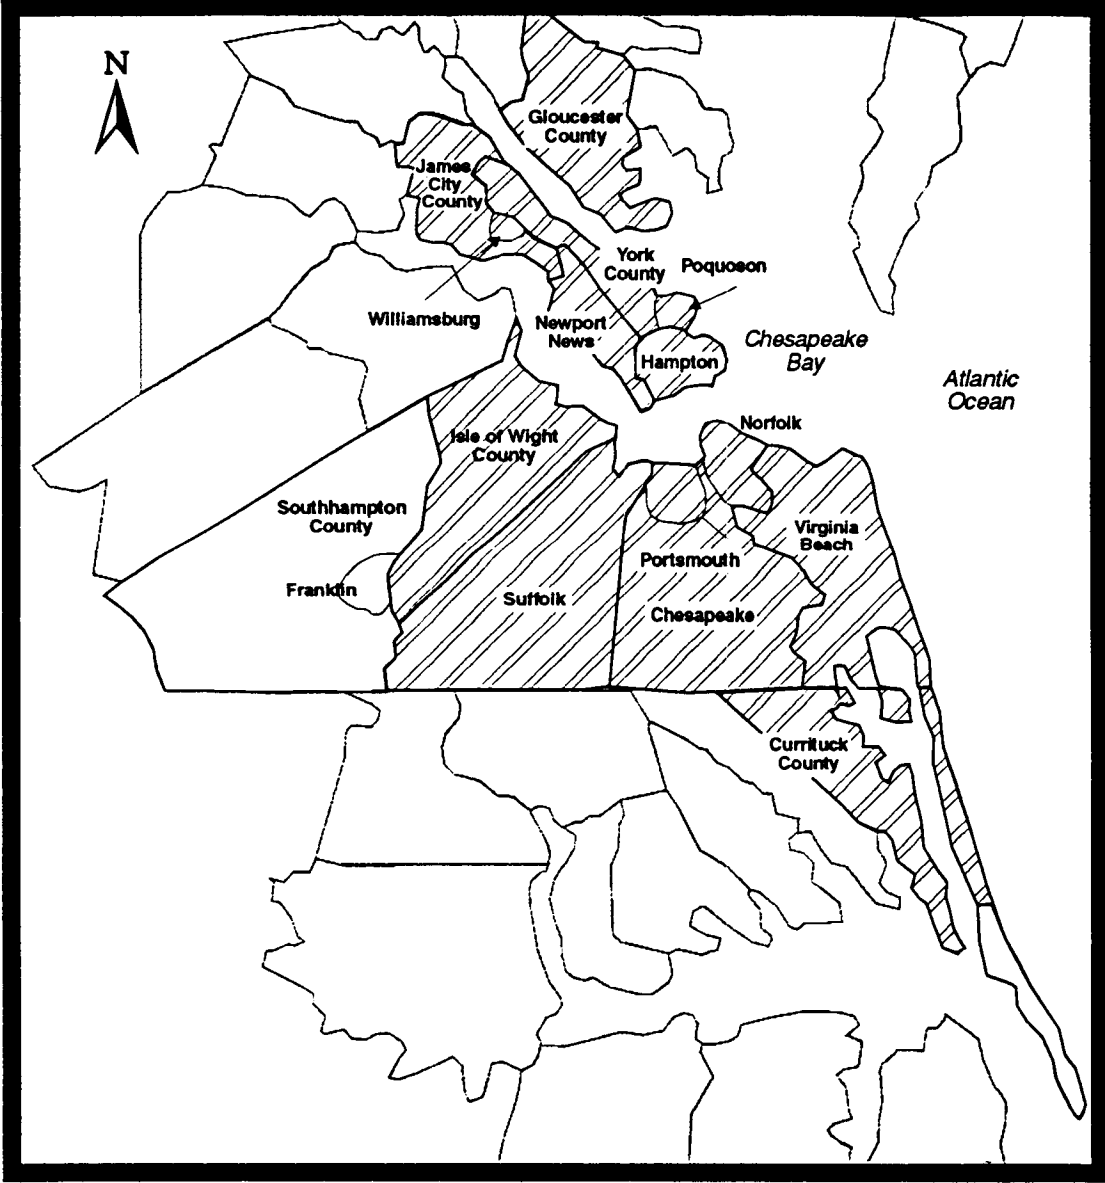 N
Gloucester
County
James
City
County
York
County
Poquoson
Williamsburg
Newport
News
Hampton
Chesapeake
Bay
Atlantic
Ocean
Norfolk
Isle of Wight
County
Southhampton
County
Virginia
Beach
Portsmouth
Franklin
Suffolk
Chesapeake
Currituck
County